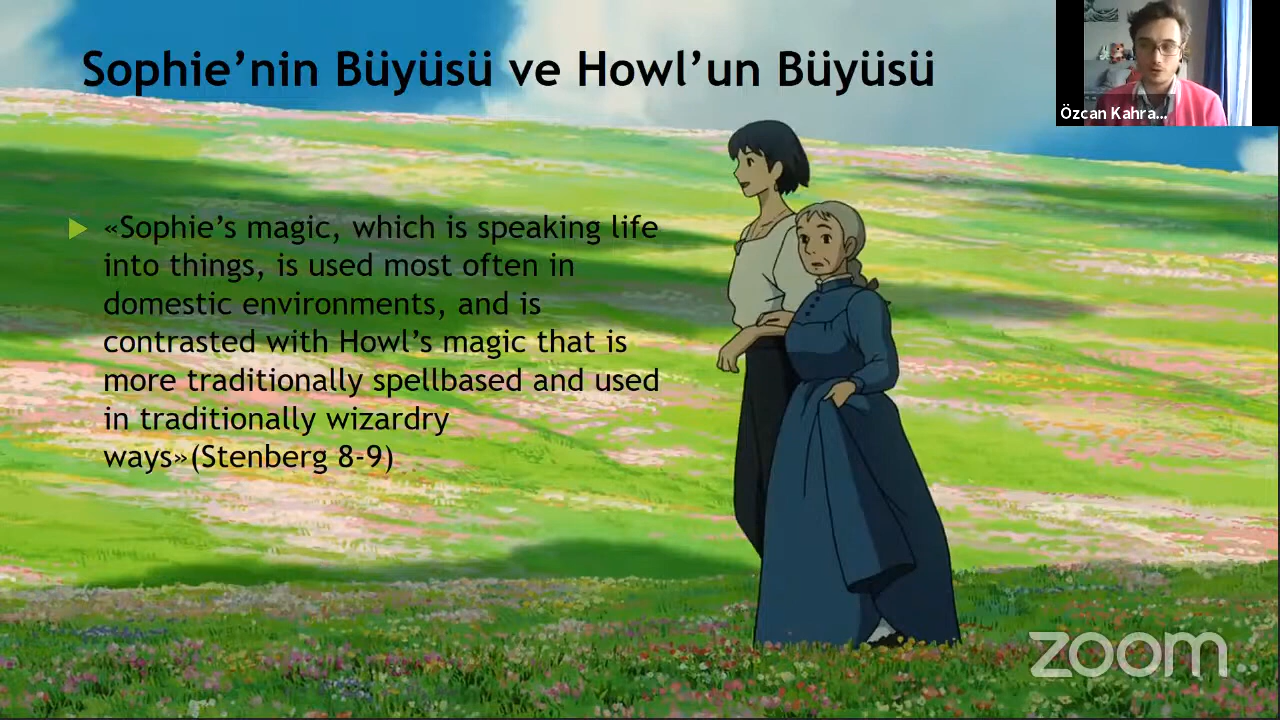 Sophie’nin Büyüsü ve Howl’un Büyüsü
Özcan Kahra...
«Sophie’s magic, which is speaking life
into things, is used most often in
domestic environments, and is
contrasted with Howl’s magic that is
more traditionally spellbased and used
in traditionally wizardry
ways»(Stenberg 8-9)
zoom